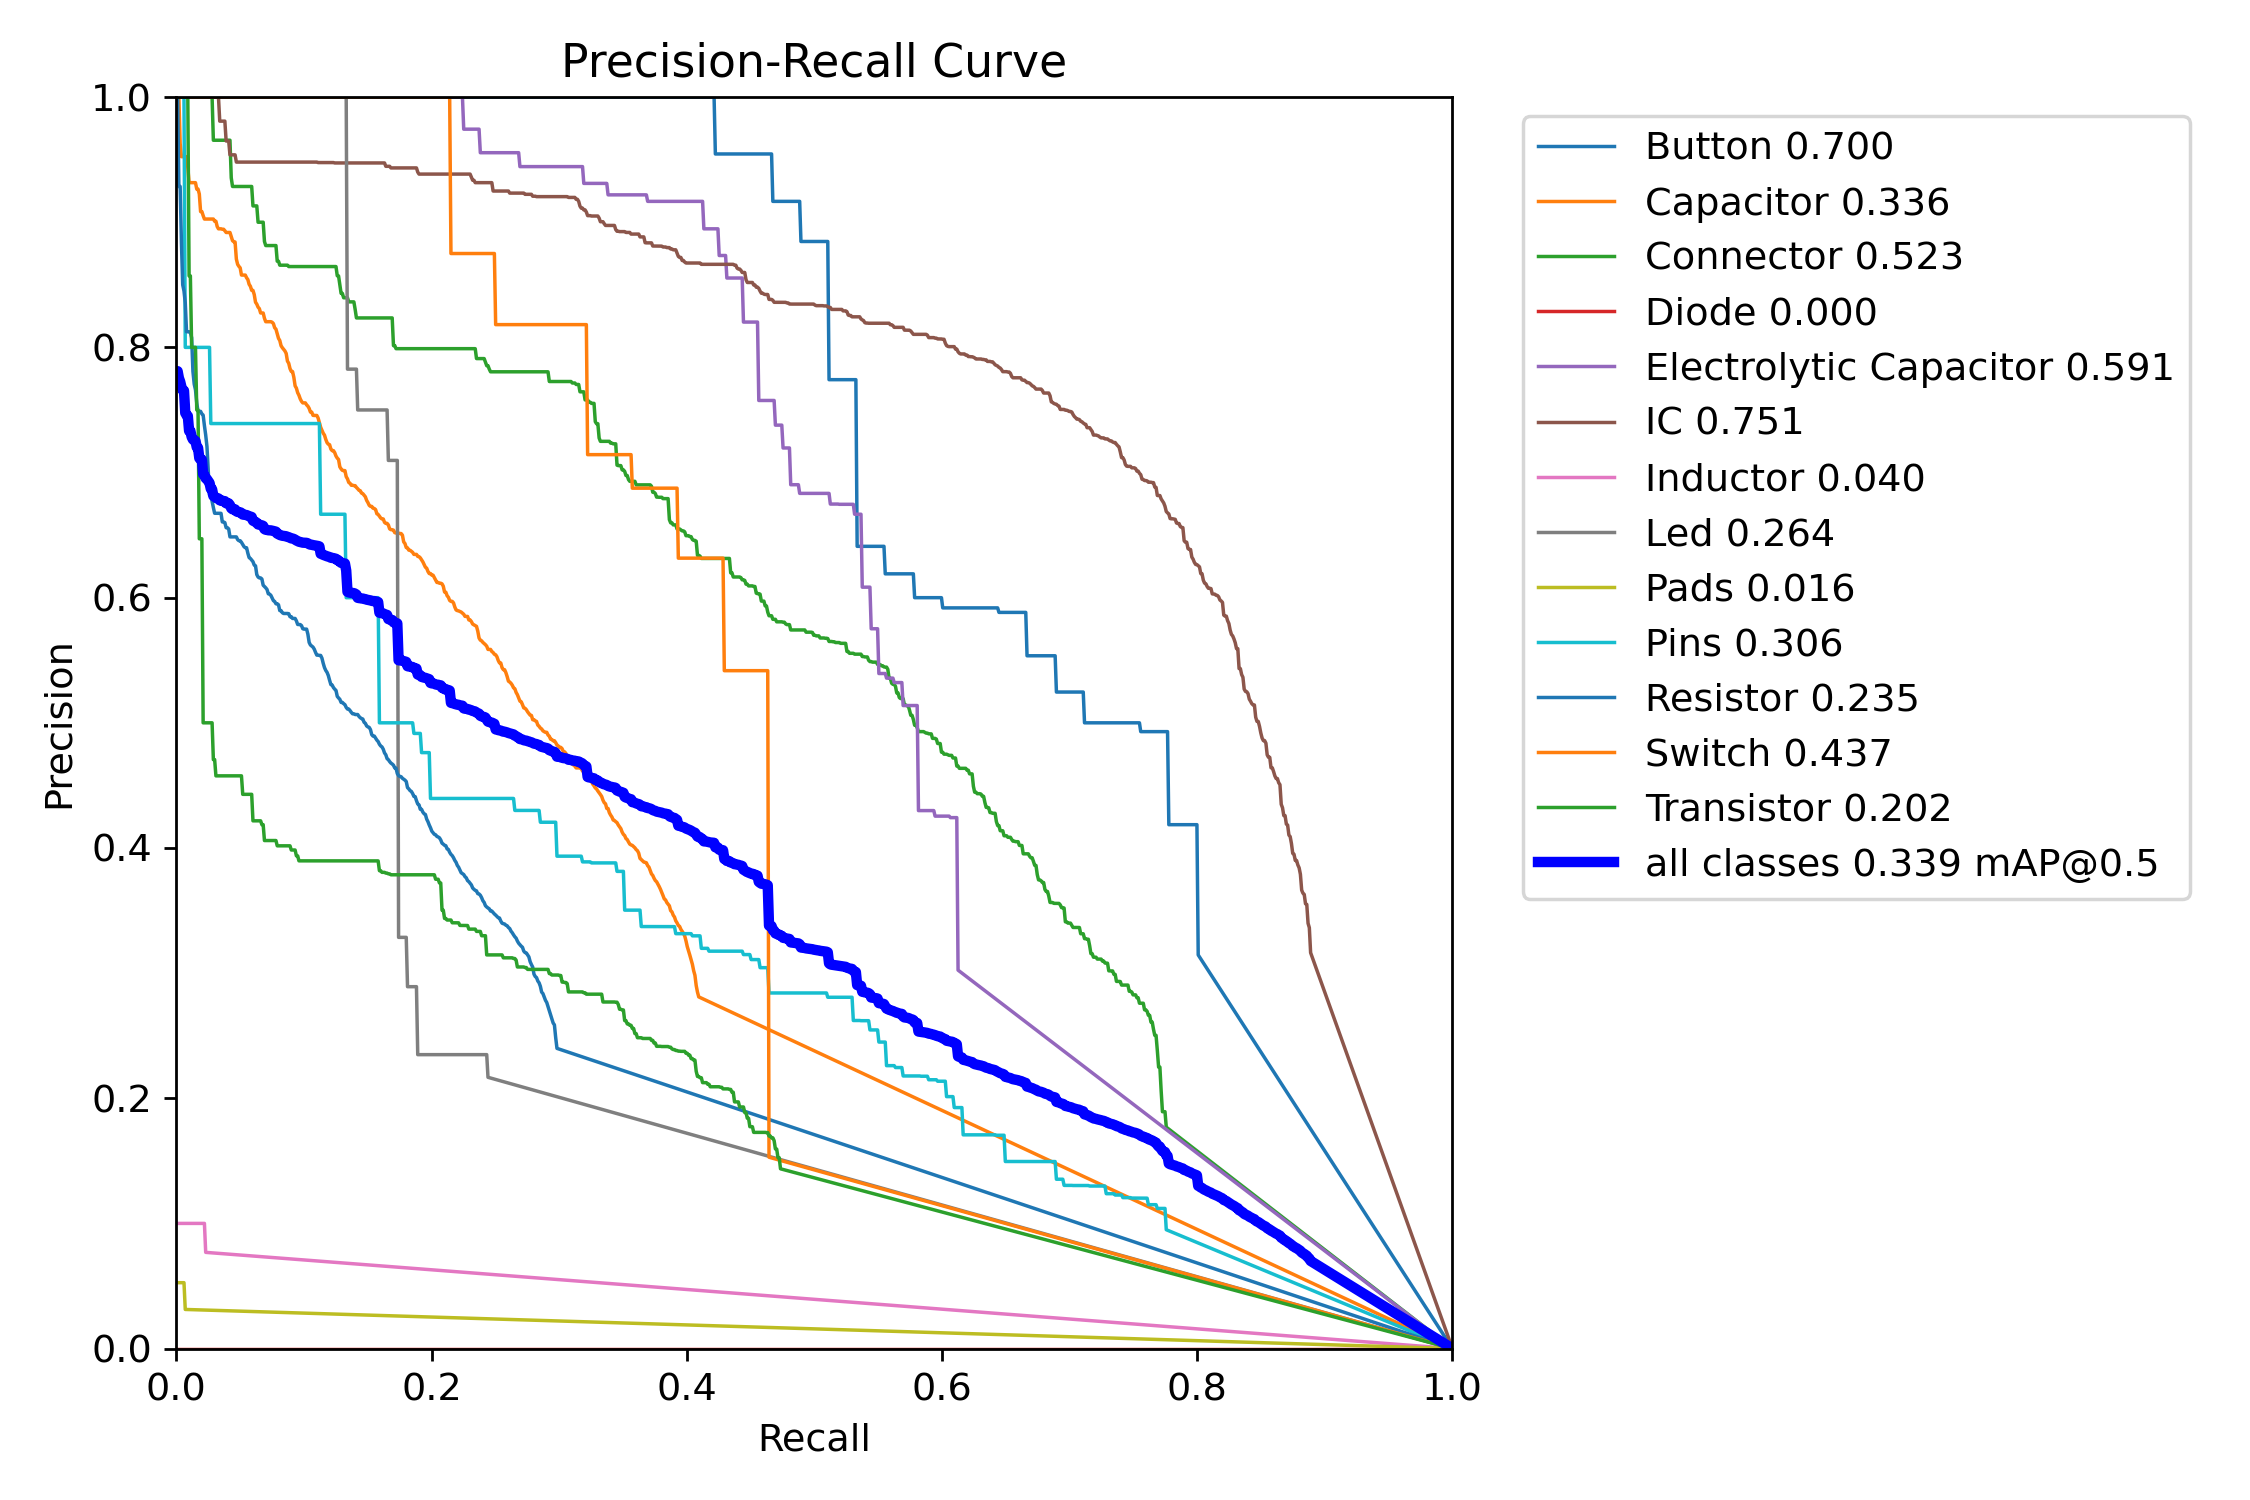 Precision-Recall Curve
1.0
0.8
0.6
0.4
0.2
0.0
Precision
0.0 0.2 0.4 0.6 0.8 1.0
Recall
Button 0.700
Capacitor 0.336
Connector 0.523
Diode 0.000
Electrolytic Capacitor 0.591
IC 0.751
Inductor 0.040
Led 0.264
Pads 0.016
Pins 0.306
Resistor 0.235
Switch 0.437
Transistor 0.202
all classes 0.339 mAP@0.5